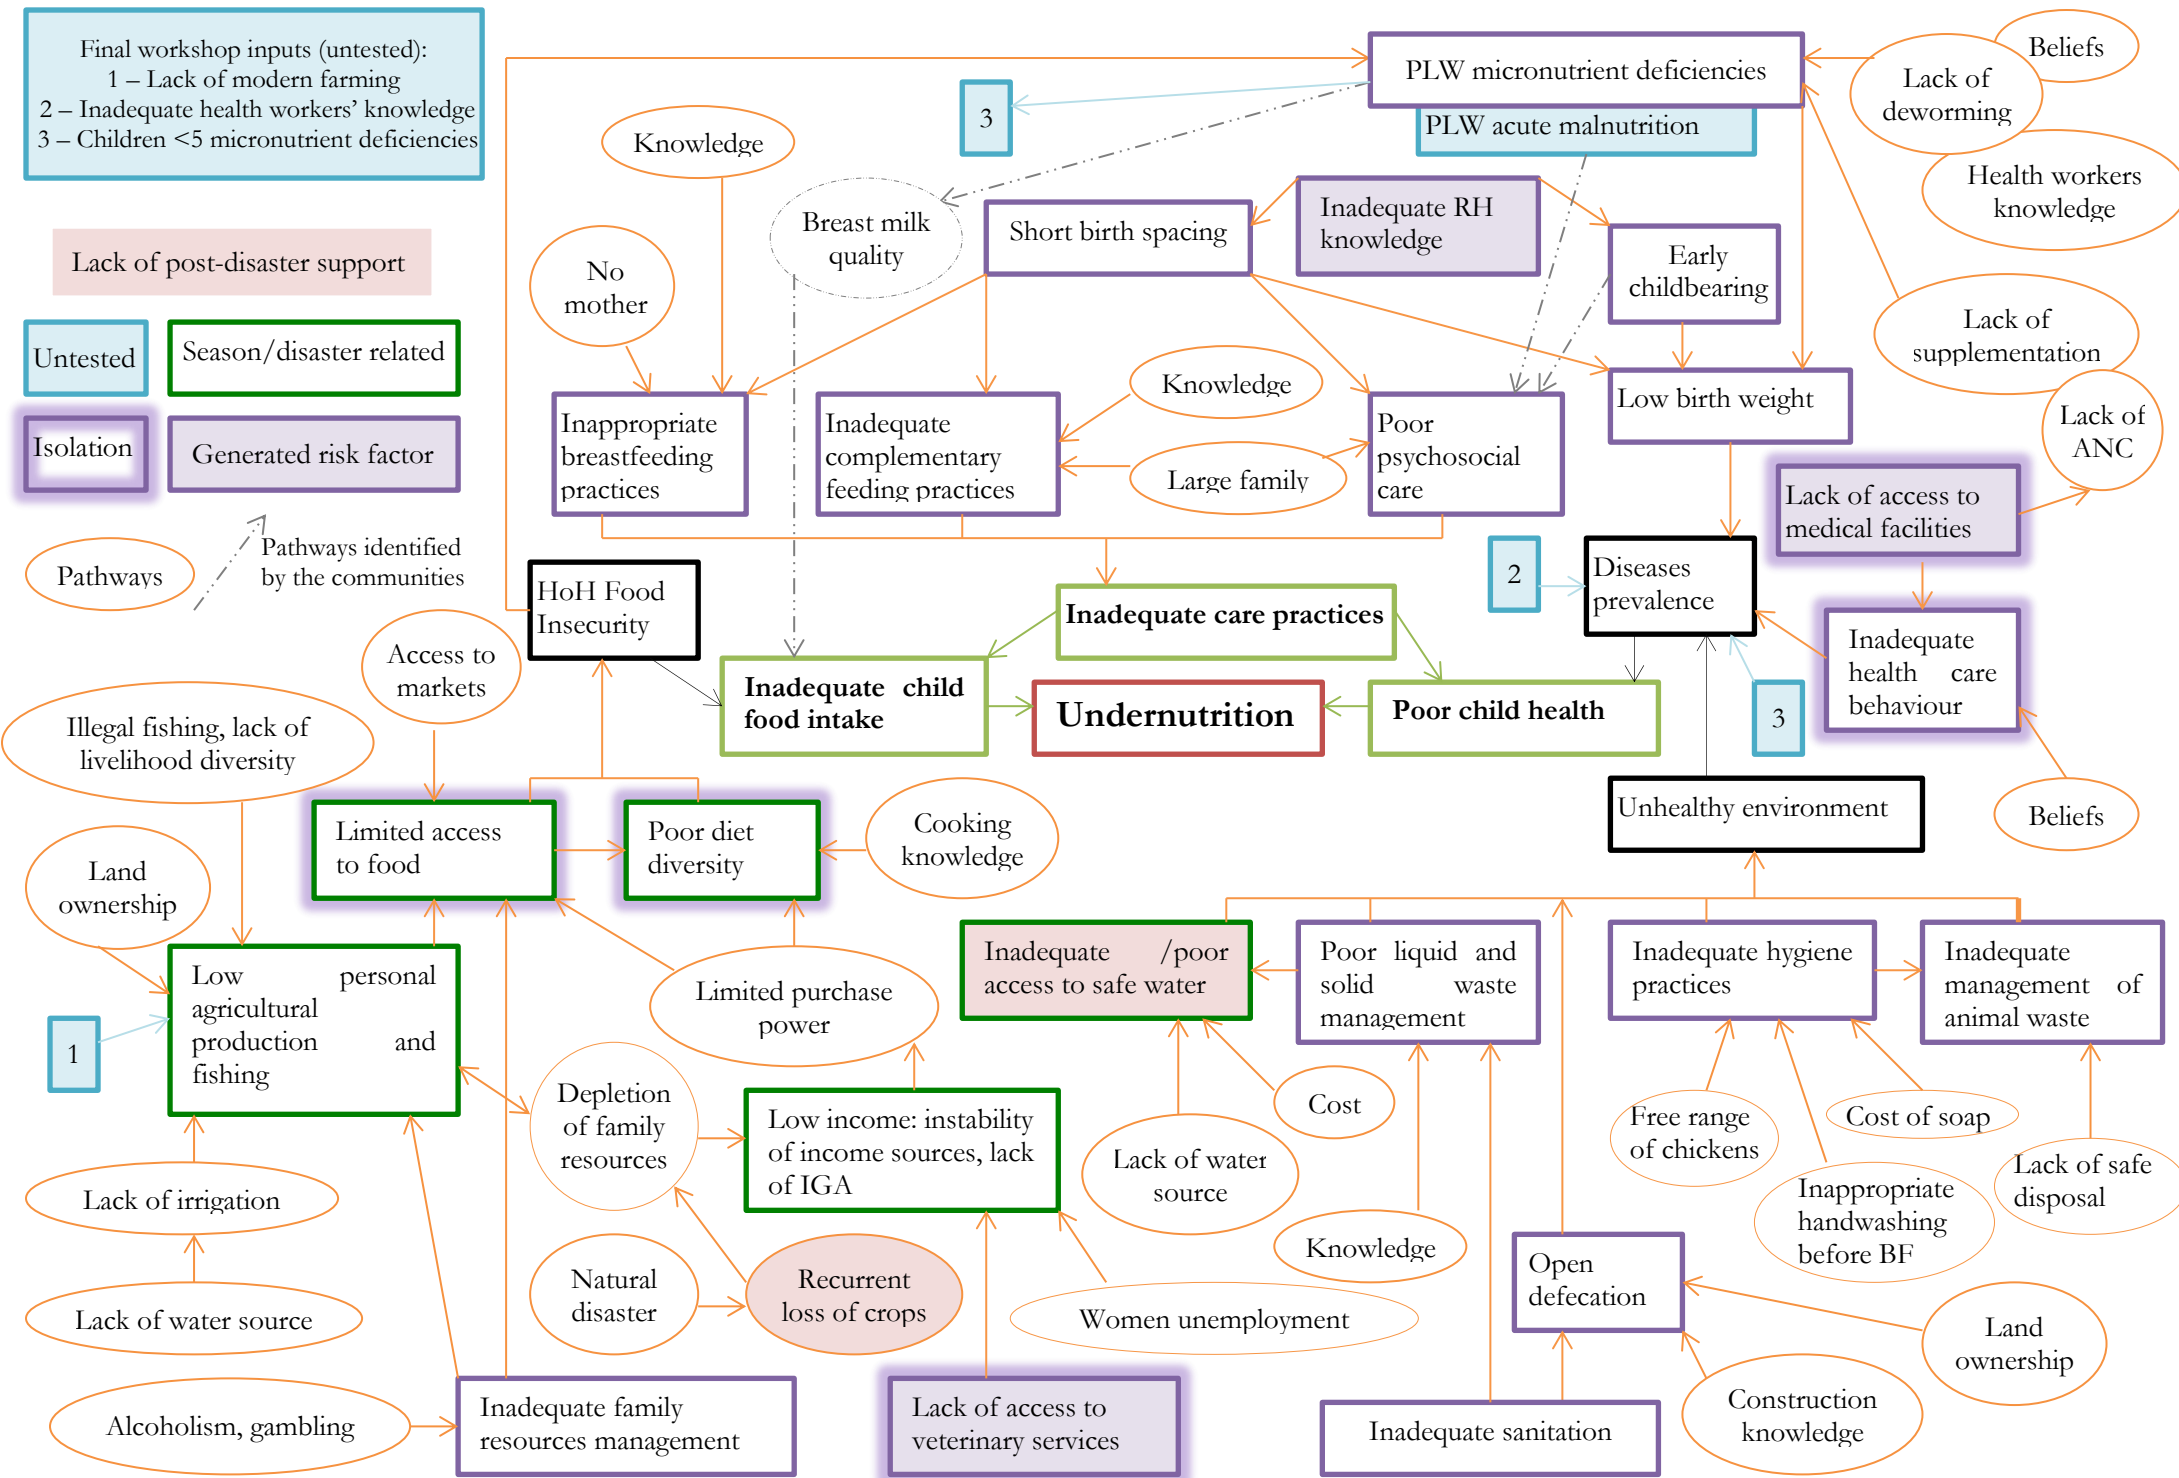 Final workshop inputs (untested):
1 – Lack of modern farming
2 – Inadequate health workers’ knowledge
3 – Children <5 micronutrient deficiencies
Lack of post-disaster support
Untested
Season/disaster related
Isolation
Generated risk factor
Pathways
Pathways identified
by the communities
PLW micronutrient deficiencies
PLW acute malnutrition
3
Beliefs
Lack of
deworming
Health workers
knowledge
Lack of
supplementation
Lack of
ANC
Knowledge
No
mother
Breast milk
quality
Short birth spacing
Inadequate RH
knowledge
Early
childbearing
Low birth weight
Inappropriate
breastfeeding
practices
Inadequate
complementary
feeding practices
Knowledge
Large family
Poor
psychosocial
care
Lack of access to
medical facilities
2
Diseases
prevalence
Inadequate
health care
behaviour
3
Beliefs
HoH Food
Insecurity
Inadequate care practices
Inadequate child
food intake
Undernutrition
Poor child health
Access to
markets
Illegal fishing, lack of
livelihood diversity
Land
ownership
Limited access
to food
Poor diet
diversity
Cooking
knowledge
Unhealthy environment
Low personal
agricultural
production and
fishing
1
Limited purchase
power
Inadequate /poor
access to safe water
Poor liquid and
solid waste
management
Inadequate hygiene
practices
Inadequate
management of
animal waste
Depletion
of family
resources
Low income: instability
of income sources, lack
of IGA
Cost
Lack of water
source
Knowledge
Free range
of chickens
Cost of soap
Inappropriate
handwashing
before BF
Lack of safe
disposal
Lack of irrigation
Lack of water source
Natural
disaster
Recurrent
loss of crops
Women unemployment
Open
defecation
Land
ownership
Construction
knowledge
Alcoholism, gambling
Inadequate family
resources management
Lack of access to
veterinary services
Inadequate sanitation